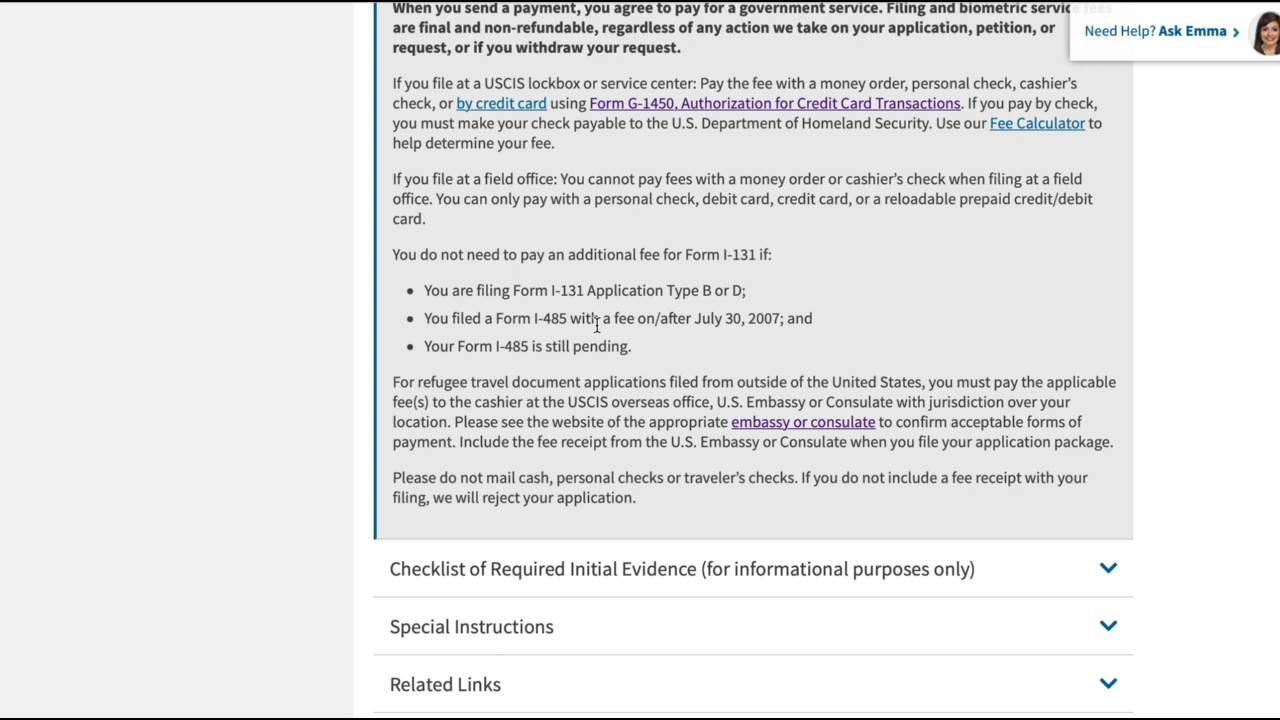 When you send a payment, you agree to pay for a government service. Filing and biometric service fees
are final and non-refundable, regardless of any action we take on your application, petition, or
request, or if you withdraw your request.
Need Help? Ask Emma
If you file at a USCIS lockbox or service center: Pay the fee with a money order, personal check, cashier's
check, or by credit card using Form G-1450, Authorization for Credit Card Transactions. If you pay by check,
you must make your check payable to the U.S. Department of Homeland Security. Use our Fee Calculator to
help determine your fee.
If you file at a field office: You cannot pay fees with a money order or cashier's check when filing at a field
office. You can only pay with a personal check, debit card, credit card, or a reloadable prepaid credit/debit
card.
You do not need to pay an additional fee for Form I-131 if:
• You are filing Form I-131 Application Type B or D;
• You filed a Form I-485 with a fee on/after July 30, 2007; and
• Your Form I-485 is still pending.
For refugee travel document applications filed from outside of the United States, you must pay the applicable
fee(s) to the cashier at the USCIS overseas office, U.S. Embassy or Consulate with jurisdiction over your
location. Please see the website of the appropriate embassy or consulate to confirm acceptable forms of
payment. Include the fee receipt from the U.S. Embassy or Consulate when you file your application package.
Please do not mail cash, personal checks or traveler's checks. If you do not include a fee receipt with your
filing, we will reject your application.
Checklist of Required Initial Evidence (for informational purposes only)
Special Instructions
Related Links